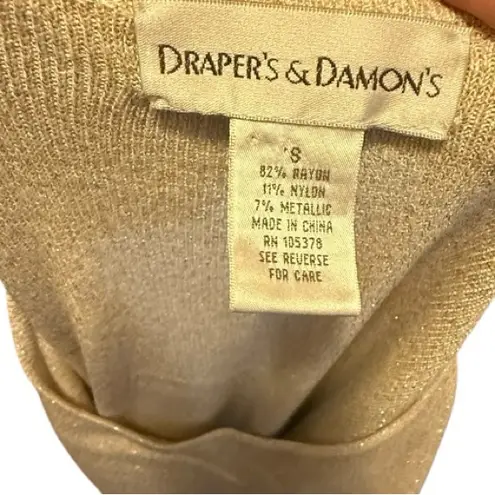 DRAPER'S & DAMON'S
S
82% RAYON
11% NYLON
7% METALLIC
MADE IN CHINA
RN 105378
SEE REVERSE
FOR CARE